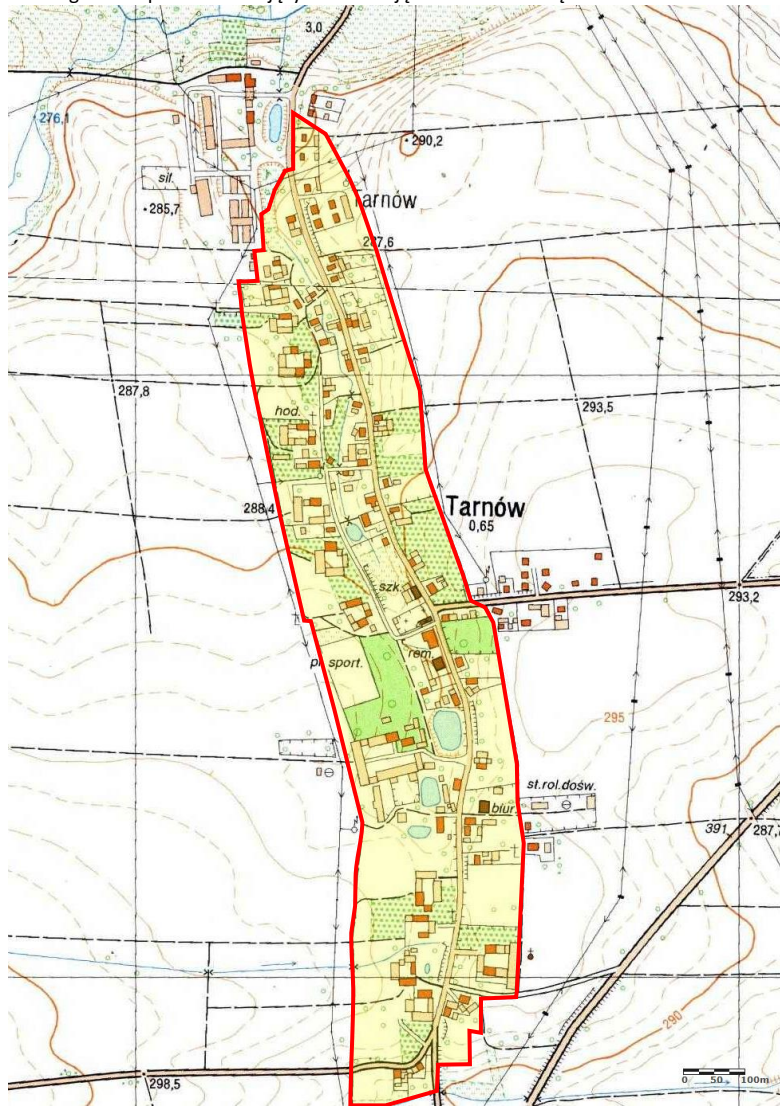 3,0
276,1
290,2
sił.
285,7
Tarnów
287,6
287,8
293,5
hod.
288,4
Tarnów
0,65
szk.
293,2
rem.
pl. sport.
295
st.rol.dośw.
biur.
391
287,
290
298,5
0 50 100m